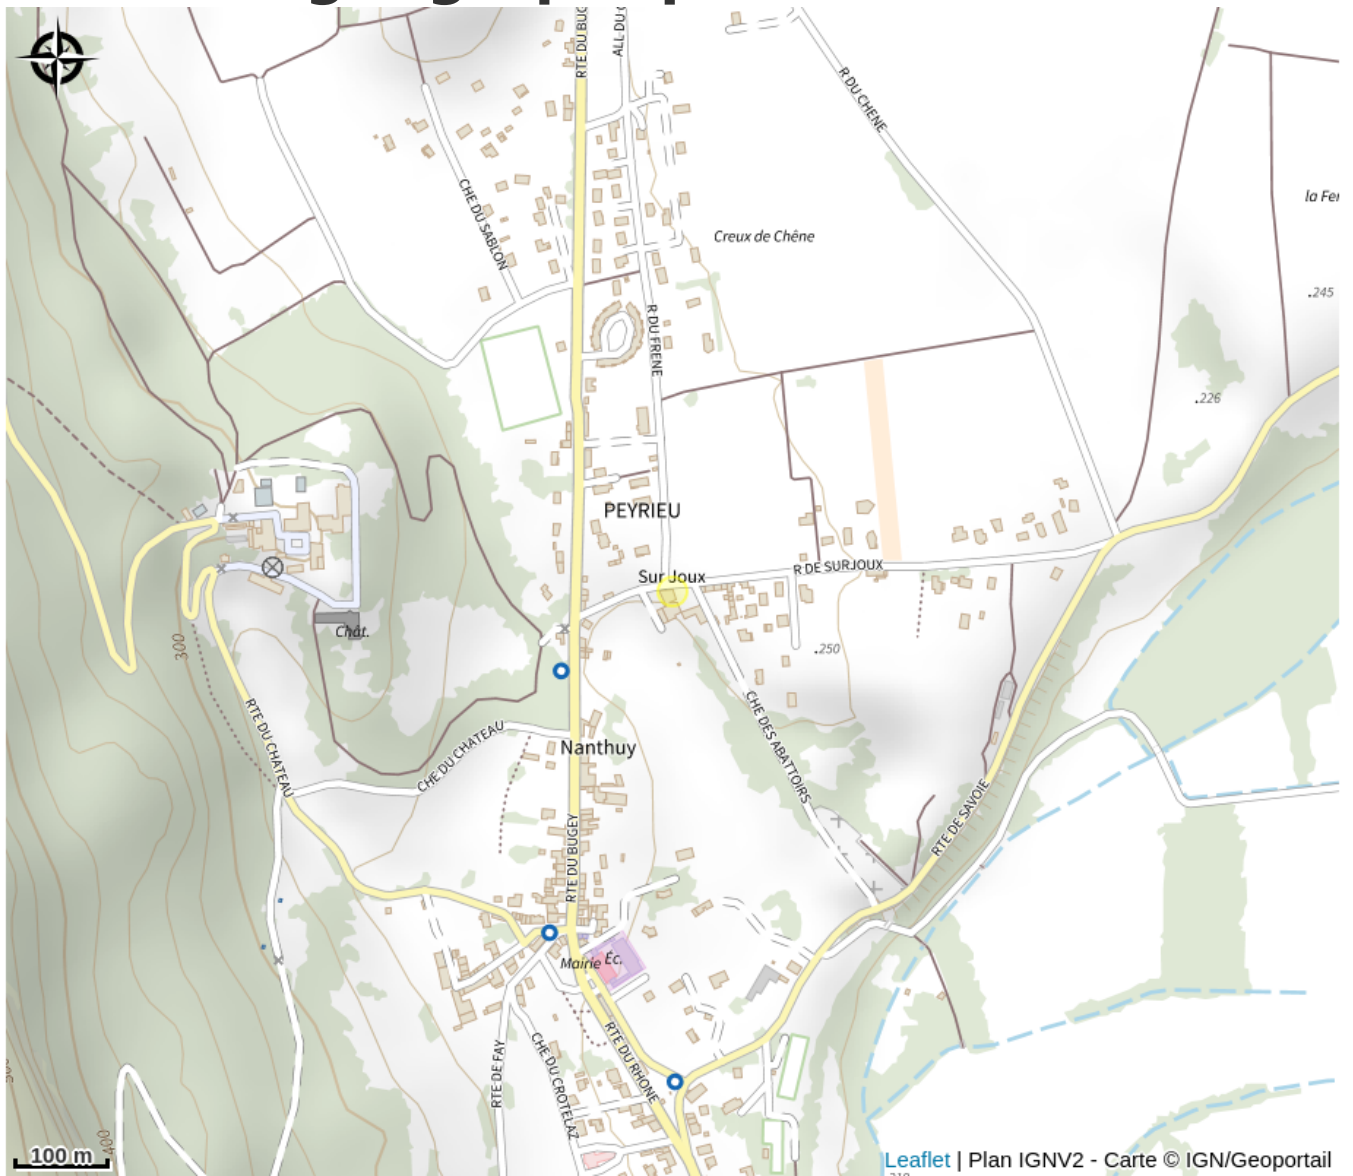 RTE DU BUG
ALL DU C
R DU CHENE
la Fer
CHE DU SABLON
Creux de Chêne
.245
R DU FRENE
.226
PEYRIEU
Sur Joux
R DE SURJOUX
Chât.
300
.250
RTE DU CHATEAU
CHE DU CHATEAU
Nanthuy
CHE DES ABATTOIRS
RTE DE SAVOIE
RTE DU BUGEY
Mairie
Éc.
RTE DE FAY
CHE DU CROTELAZ
RTE DU RHONE
400
100 m
Leaflet | Plan IGNV2 - Carte © IGN/Geoportail